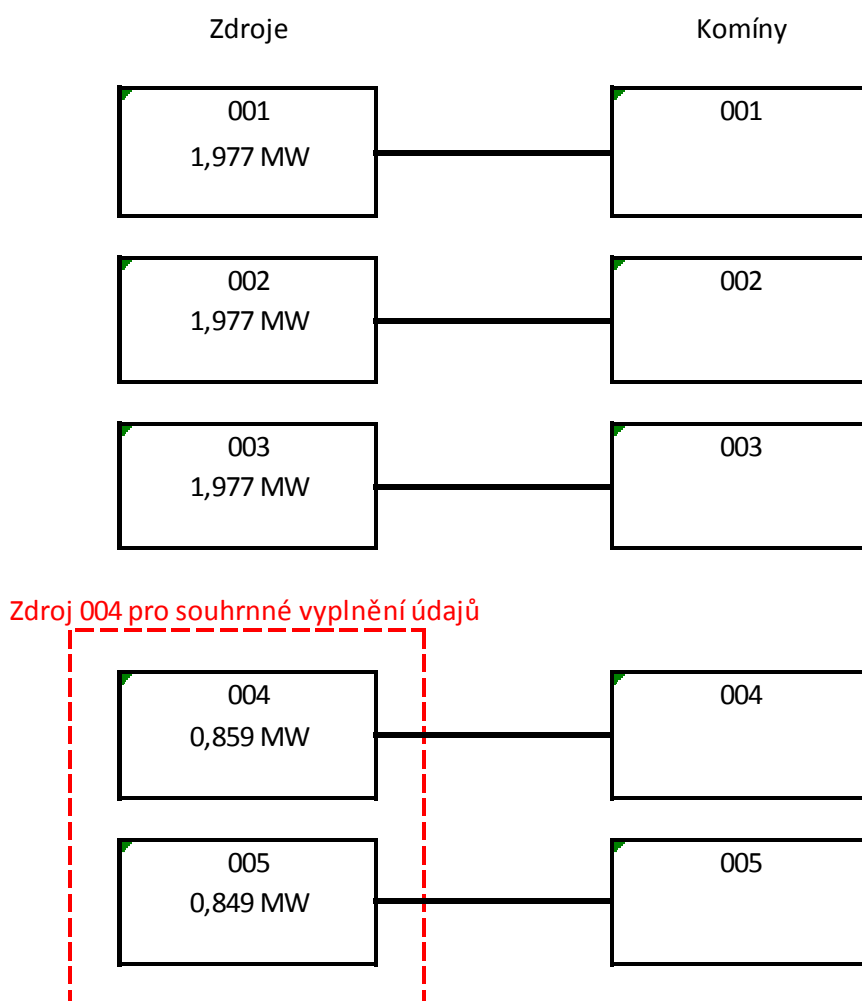 Zdroje
Komíny
001
1,977 MW
001
002
1,977 MW
002
003
1,977 MW
003
Zdroj 004 pro souhrnné vyplnění údajů
004
0,859 MW
004
005
0,849 MW
005